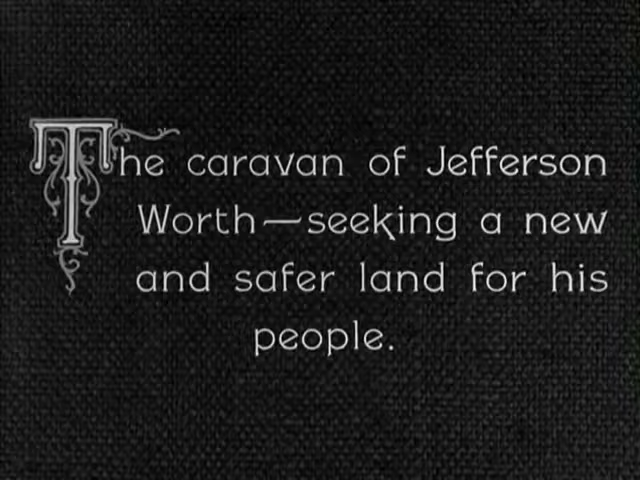 The caravan of Jefferson
Worth—seeking a new
and safer land for his
people.